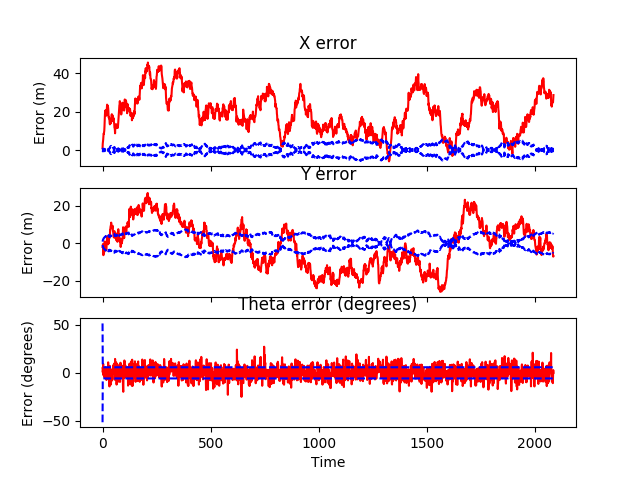 X error
40
20
0
Error (m)
Y error
20
0
−20
Error (m)
Theta error (degrees)
50
0
−50
Error (degrees)
0 500 1000 1500 2000
Time